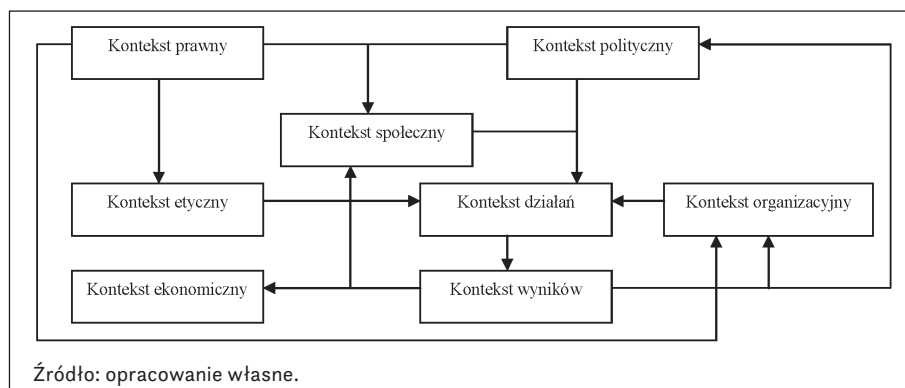 Kontekst prawny
Kontekst polityczny
Kontekst społeczny
Kontekst etyczny
Kontekst działań
Kontekst organizacyjny
Kontekst ekonomiczny
Kontekst wyników
Źródło: opracowanie własne.